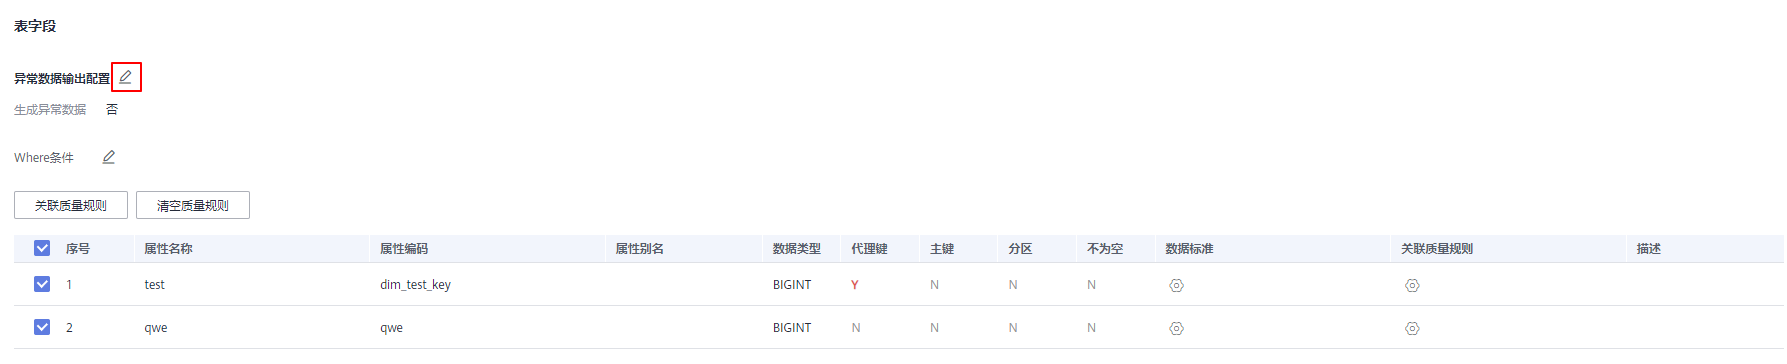 表字段
异常数据输出配置
生成异常数据 否
Where条件
关联质量规则 清空质量规则
序号 属性名称 属性编码 属性别名 数据类型 代理键 主键 分区 不为空 数据标准 关联质量规则 描述
1 test dim_test_key BIGINT Y N N N
2 qwe qwe BIGINT N N N N